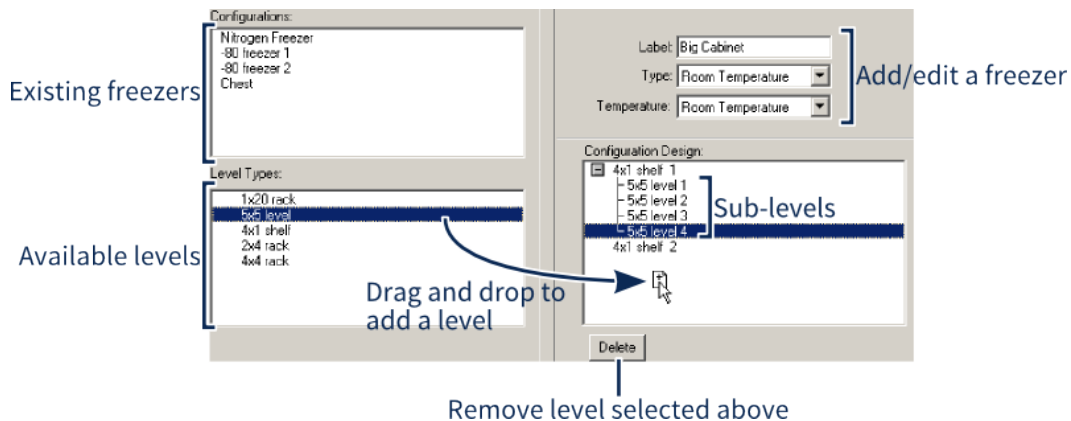 Configurations:
Nitrogen Freezer
-80 freezer 1
-80 freezer 2
Chest
Existing freezers
Label: Big Cabinet
Type: Room Temperature
Temperature: Room Temperature
Add/edit a freezer
Level Types:
1x20 rack
5x5 level
4x1 shelf
2x4 rack
4x4 rack
Available levels
Drag and drop to
add a level
Configuration Design:
4x1 shelf 1
5x5 level 1
5x5 level 2
5x5 level 3
5x5 level 4
4x1 shelf 2
Sub-levels
Delete
Remove level selected above